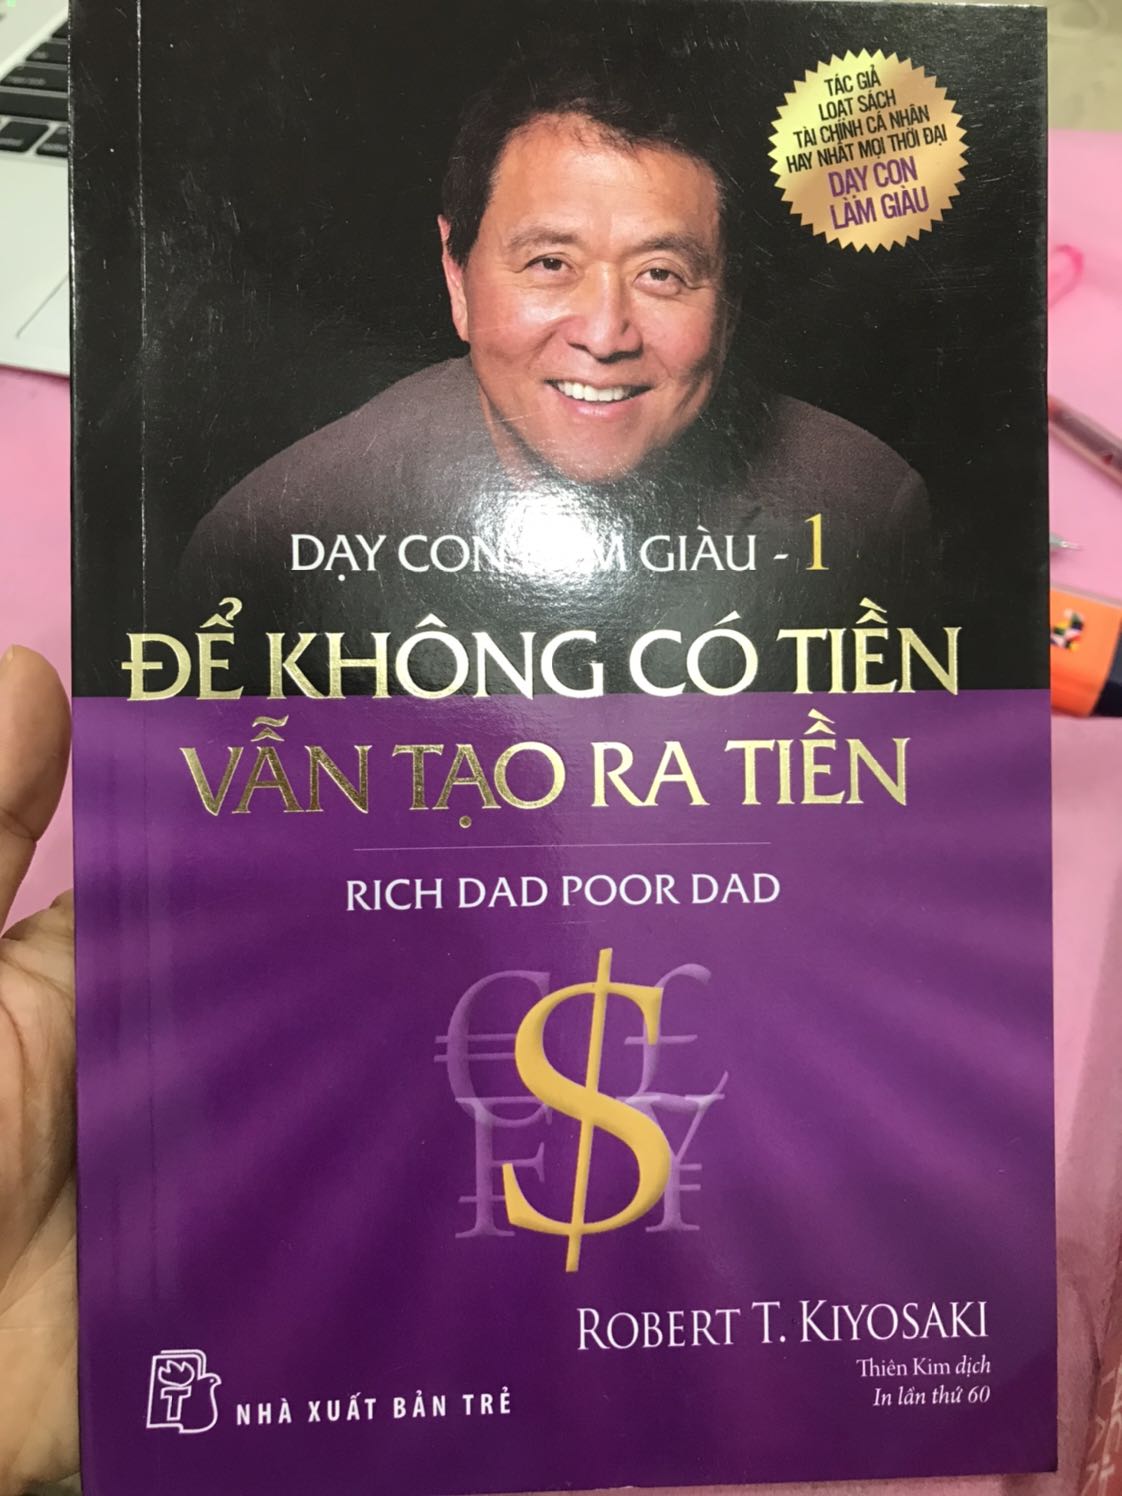 TÁC GIẢ
LOẠT SÁCH
TÀI CHÍNH CÁ NHÂN
HAY NHẤT MỌI THỜI ĐẠI
DẠY CON
LÀM GIÀU
DẠY CON LÀM GIÀU - 1
ĐỂ KHÔNG CÓ TIỀN
VẪN TẠO RA TIỀN
RICH DAD POOR DAD
$
ROBERT T. KIYOSAKI
Thiên Kim dịch
In lần thứ 60
NHÀ XUẤT BẢN TRẺ